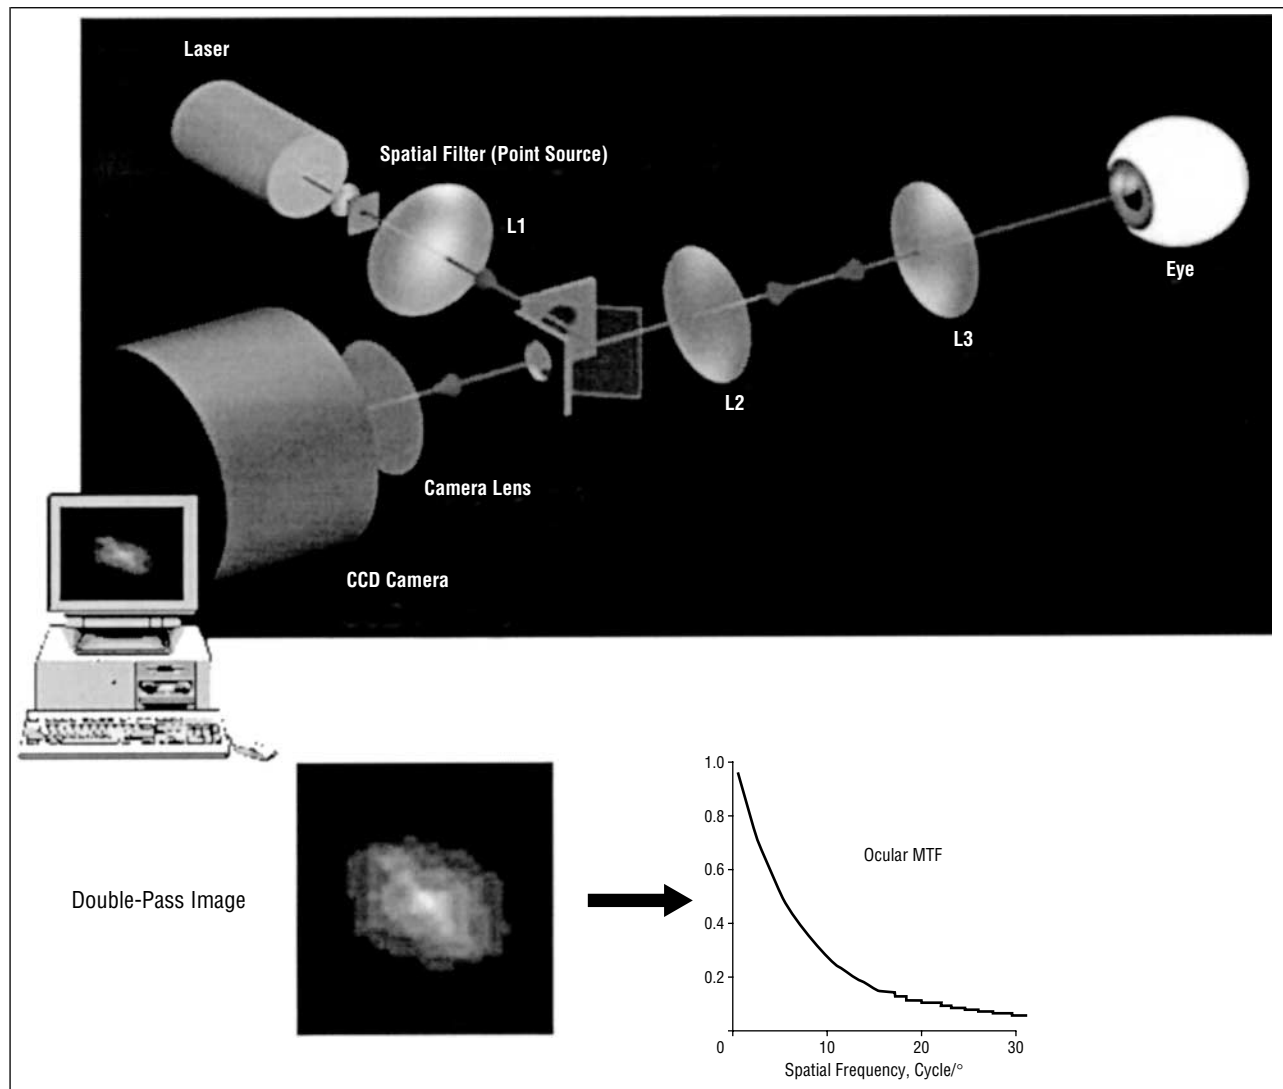 Laser
Spatial Filter (Point Source)
L1
Eye
L3
L2
Camera Lens
CCD Camera
Double-Pass Image
1.0
0.8
0.6
0.4
0.2
Ocular MTF
0
10
20
30
Spatial Frequency, Cycle/°